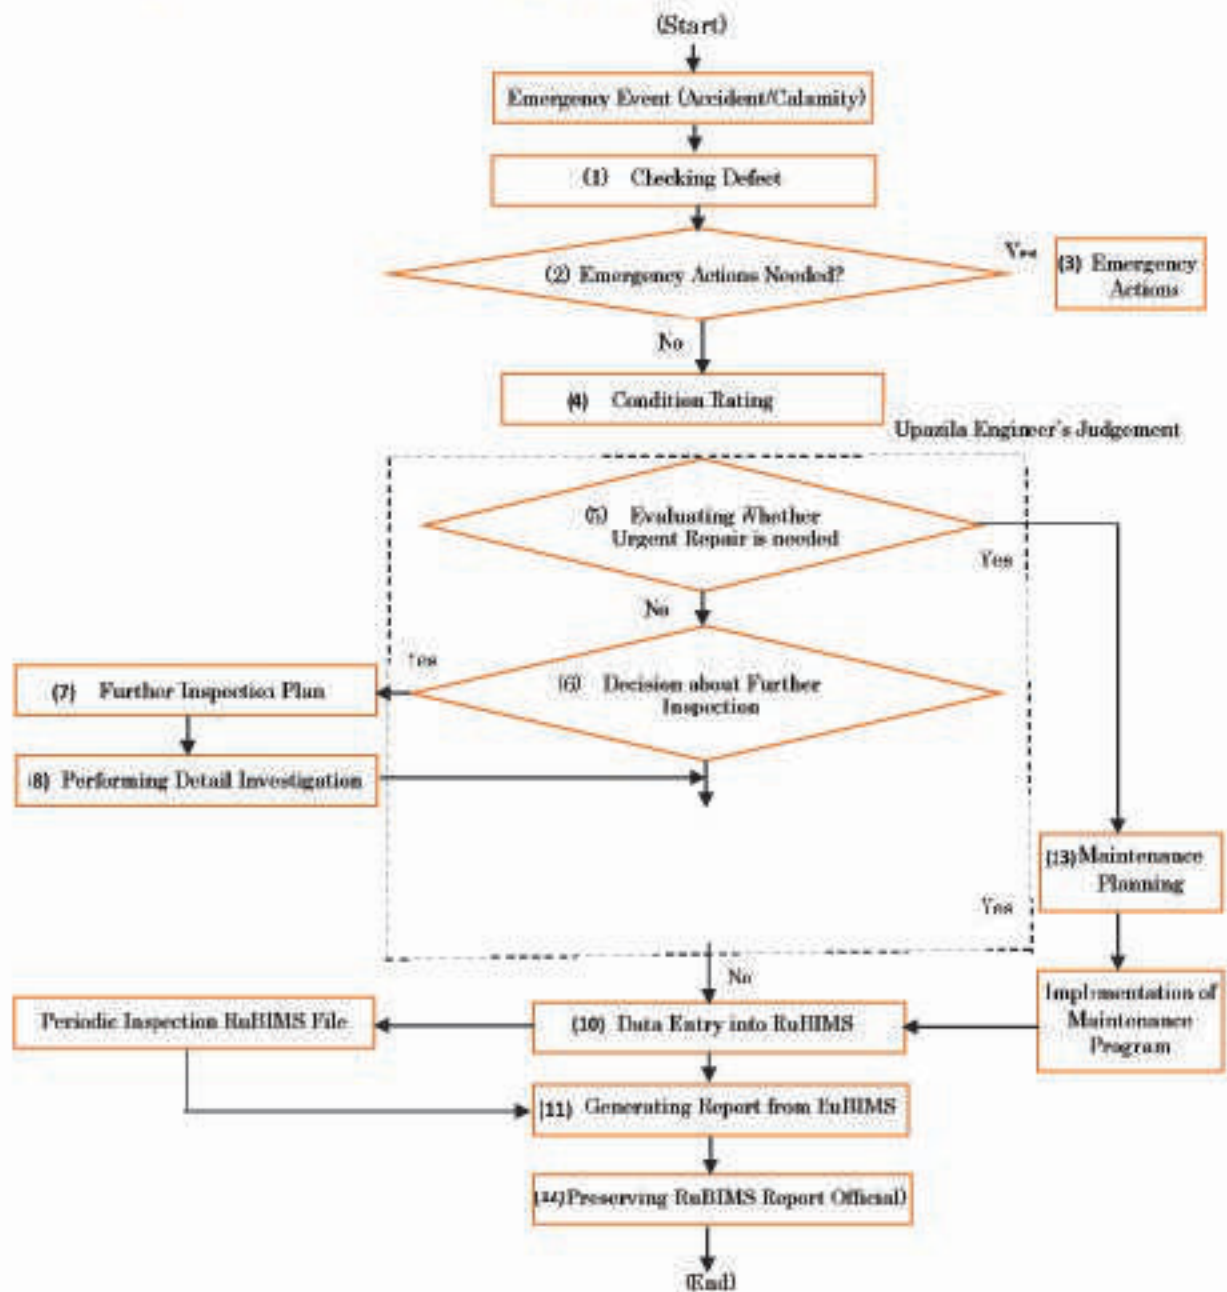 (Start)
Emergency Event (Accident/Calamity)
(1) Checking Defect
(2) Emergency Actions Needed?
Yes
(3) Emergency
Actions
No
(4) Condition Rating
Upazila Engineer's Judgement
(5) Evaluating Whether
Urgent Repair is needed
Yes
No
Yes
(6) Decision about Further
Inspection
(7) Further Inspection Plan
(8) Performing Detail Investigation
(13) Maintenance
Planning
Yes
No
Implementation of
Maintenance
Program
Periodic Inspection RuBIMS File
(10) Data Entry into RuBIMS
(11) Generating Report from RuBIMS
Preserving RuBIMS Report Official)
(End)